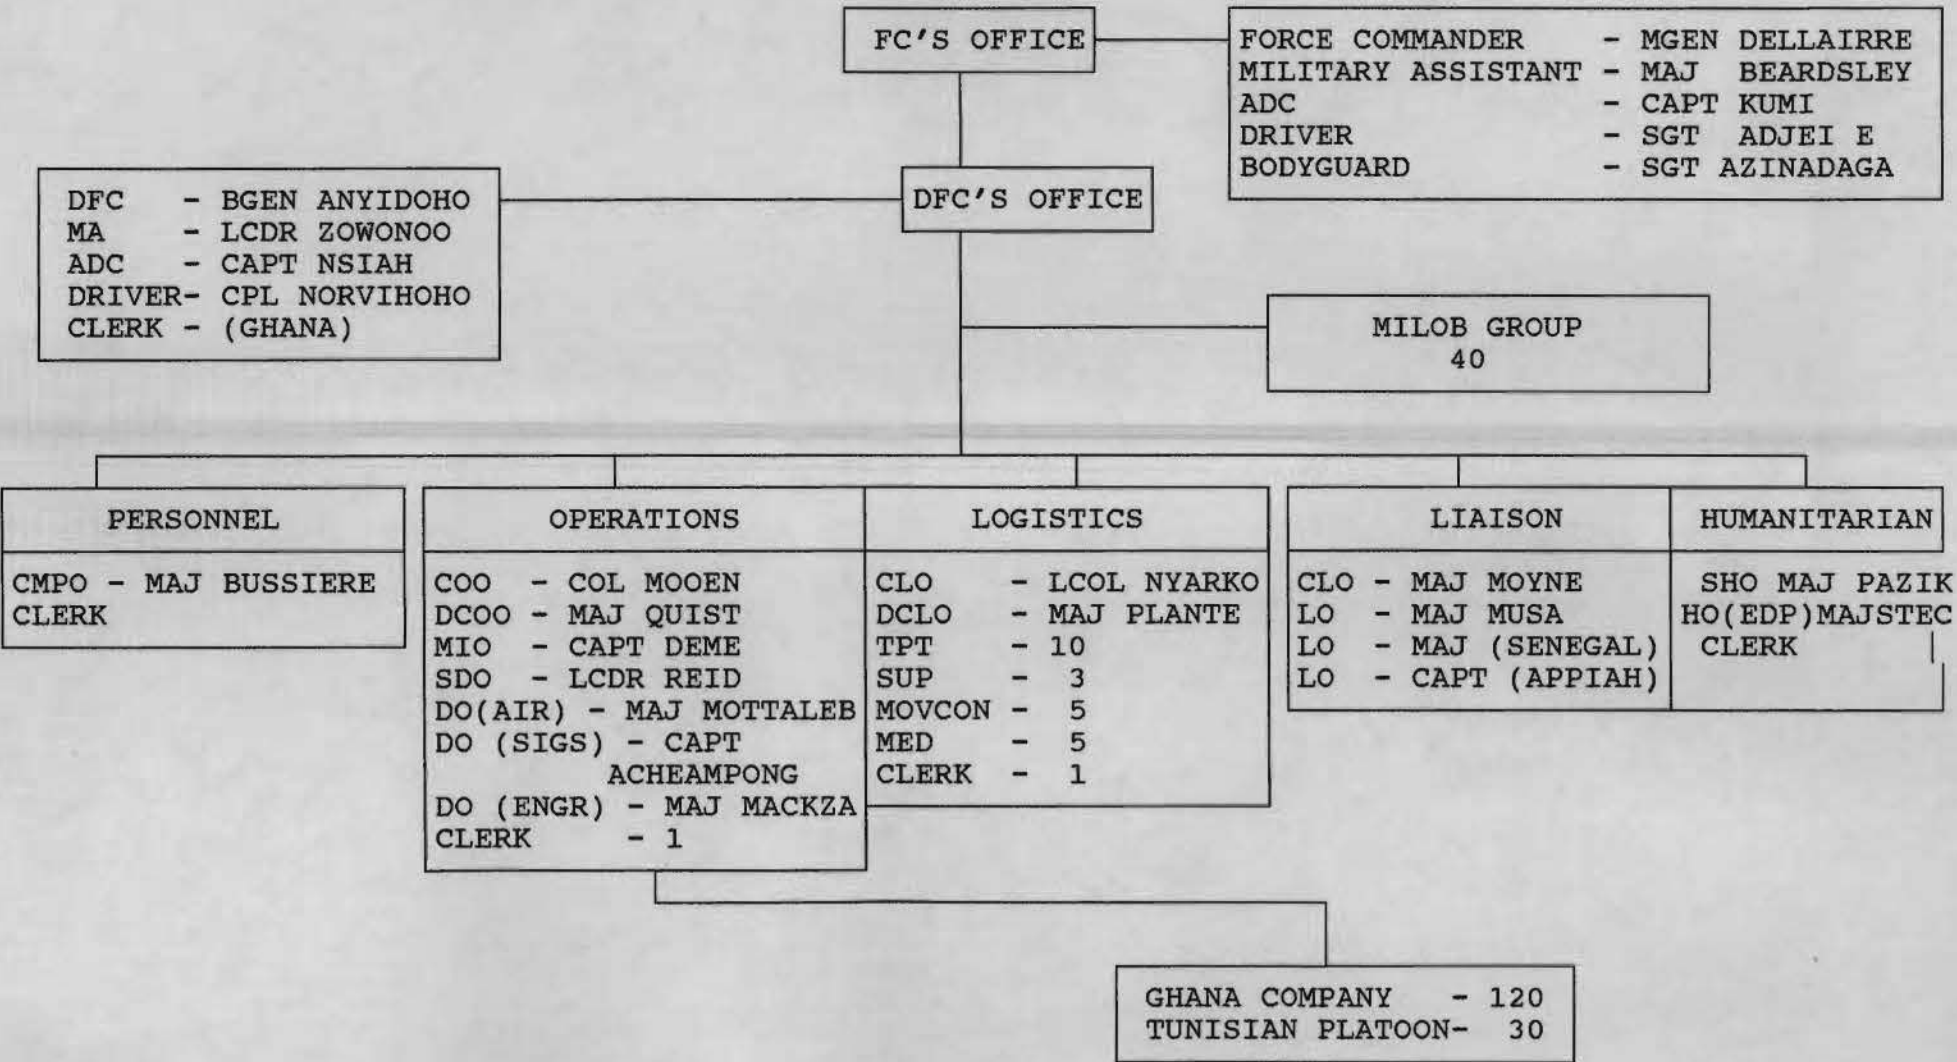 FC'S OFFICE
FORCE COMMANDER - MGEN DELLAIRRE
MILITARY ASSISTANT - MAJ BEARDSLEY
ADC - CAPT KUMI
DRIVER - SGT ADJEI E
BODYGUARD - SGT AZINADAGA
DFC'S OFFICE
DFC - BGEN ANYIDOHO
MA - LCDR ZOWONOO
ADC - CAPT NSIAH
DRIVER- CPL NORVIHOHO
CLERK - (GHANA)
MILOB GROUP
40
PERSONNEL
CMPO - MAJ BUSSIERE
CLERK
OPERATIONS
COO - COL MOOEN
DCOO - MAJ QUIST
MIO - CAPT DEME
SDO - LCDR REID
DO(AIR) - MAJ MOTTALEB
DO (SIGS) - CAPT
ACHEAMPONG
DO (ENGR) - MAJ MACKZA
CLERK - 1
LOGISTICS
CLO - LCOL NYARKO
DCLO - MAJ PLANTE
TPT - 10
SUP - 3
MOVCON - 5
MED - 5
CLERK - 1
LIAISON
CLO - MAJ MOYNE
LO - MAJ MUSA
LO - MAJ (SENEGAL)
LO - CAPT (APPIAH)
HUMANITARIAN
SHO MAJ PAZIK
HO(EDP)MAJSTEC
CLERK
GHANA COMPANY - 120
TUNISIAN PLATOON- 30